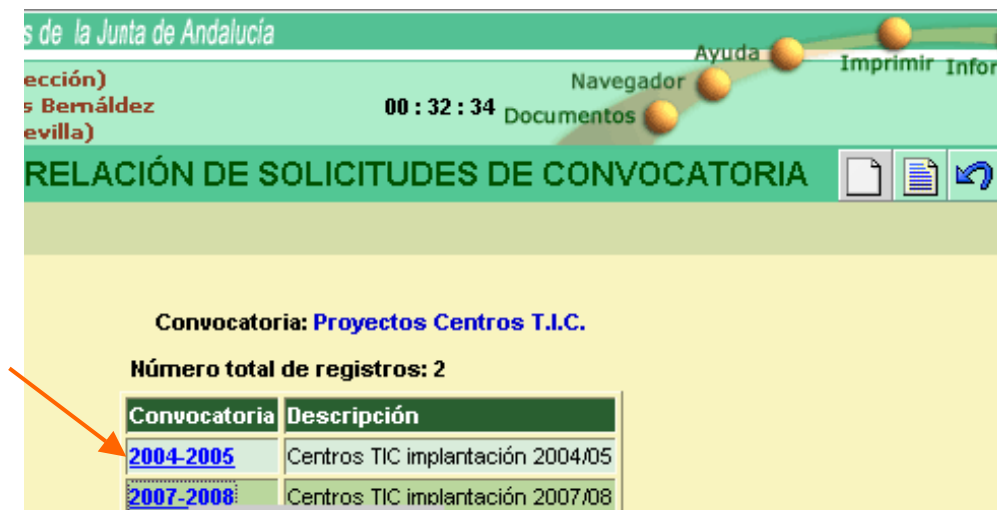 s de la Junta de Andalucía
ección)
s Bernáldez
evilla)
00 : 32 : 34
Documentos
Navegador
Ayuda
Imprimir
Infor
RELACIÓN DE SOLICITUDES DE CONVOCATORIA
Convocatoria: Proyectos Centros T.I.C.
Número total de registros: 2
Convocatoria Descripción
2004-2005 Centros TIC implantación 2004/05
2007-2008 Centros TIC implantación 2007/08